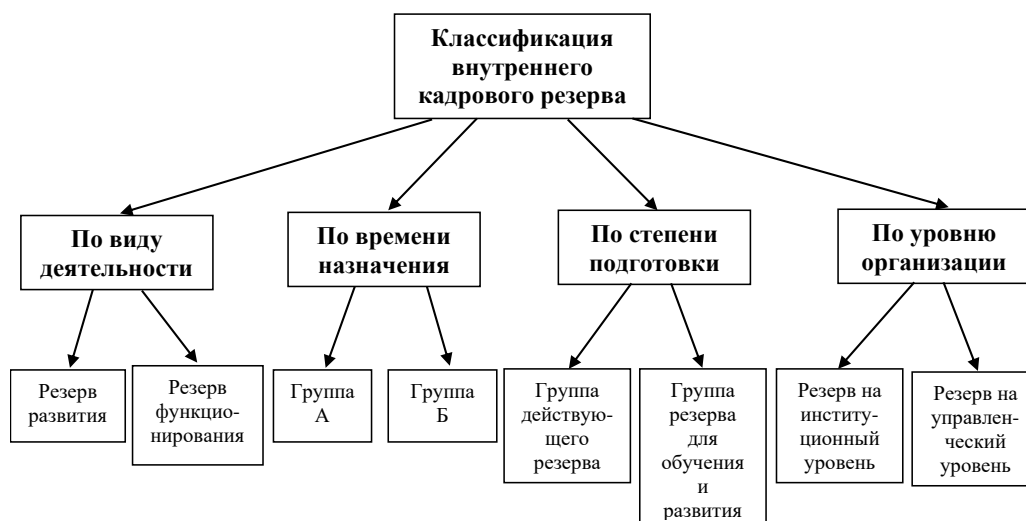 Классификация
внутреннего
кадрового резерва
По виду
деятельности
По времени
назначения
По степени
подготовки
По уровню
организации
Резерв
развития
Резерв
функцио-
нирования
Группа
А
Группа
Б
Группа
действую-
щего
резерва
Группа
резерва
для
обучения
и
развития
Резерв на
институ-
ционный
уровень
Резерв на
управлен-
ческий
уровень